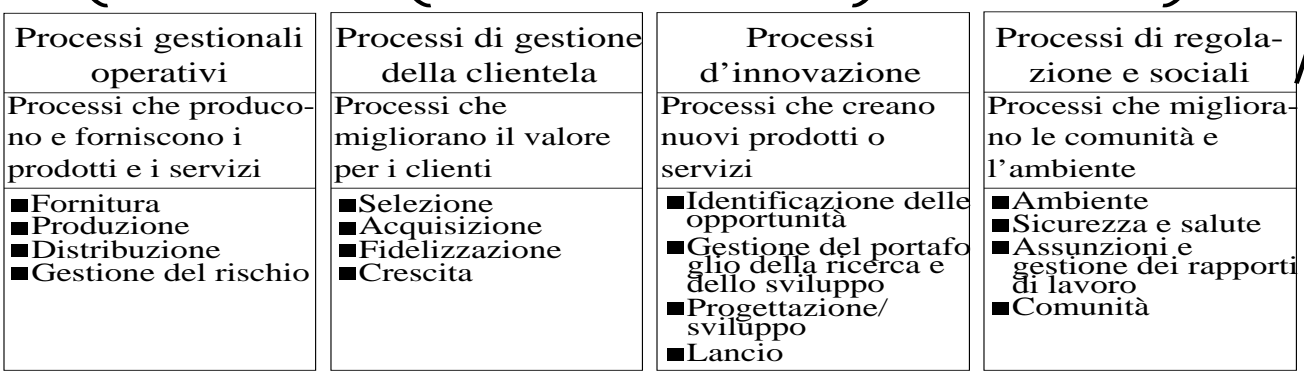 Processi gestionali
operativi
Processi che produco-
no e forniscono i
prodotti e i servizi
■Fornitura
■Produzione
■Distribuzione
■Gestione del rischio
Processi di gestione
della clientela
Processi che
migliorano il valore
per i clienti
■Selezione
■Acquisizione
■Fidelizzazione
■Crescita
Processi
d’innovazione
Processi che creano
nuovi prodotti o
servizi
■Identificazione delle
opportunità
■Gestione del portafo
glio della ricerca e
dello sviluppo
■Progettazione/
sviluppo
■Lancio
Processi di regola-
zione e sociali
Processi che migliora-
no le comunità e
l’ambiente
■Ambiente
■Sicurezza e salute
■Assunzioni e
gestione dei rapporti
di lavoro
■Comunità